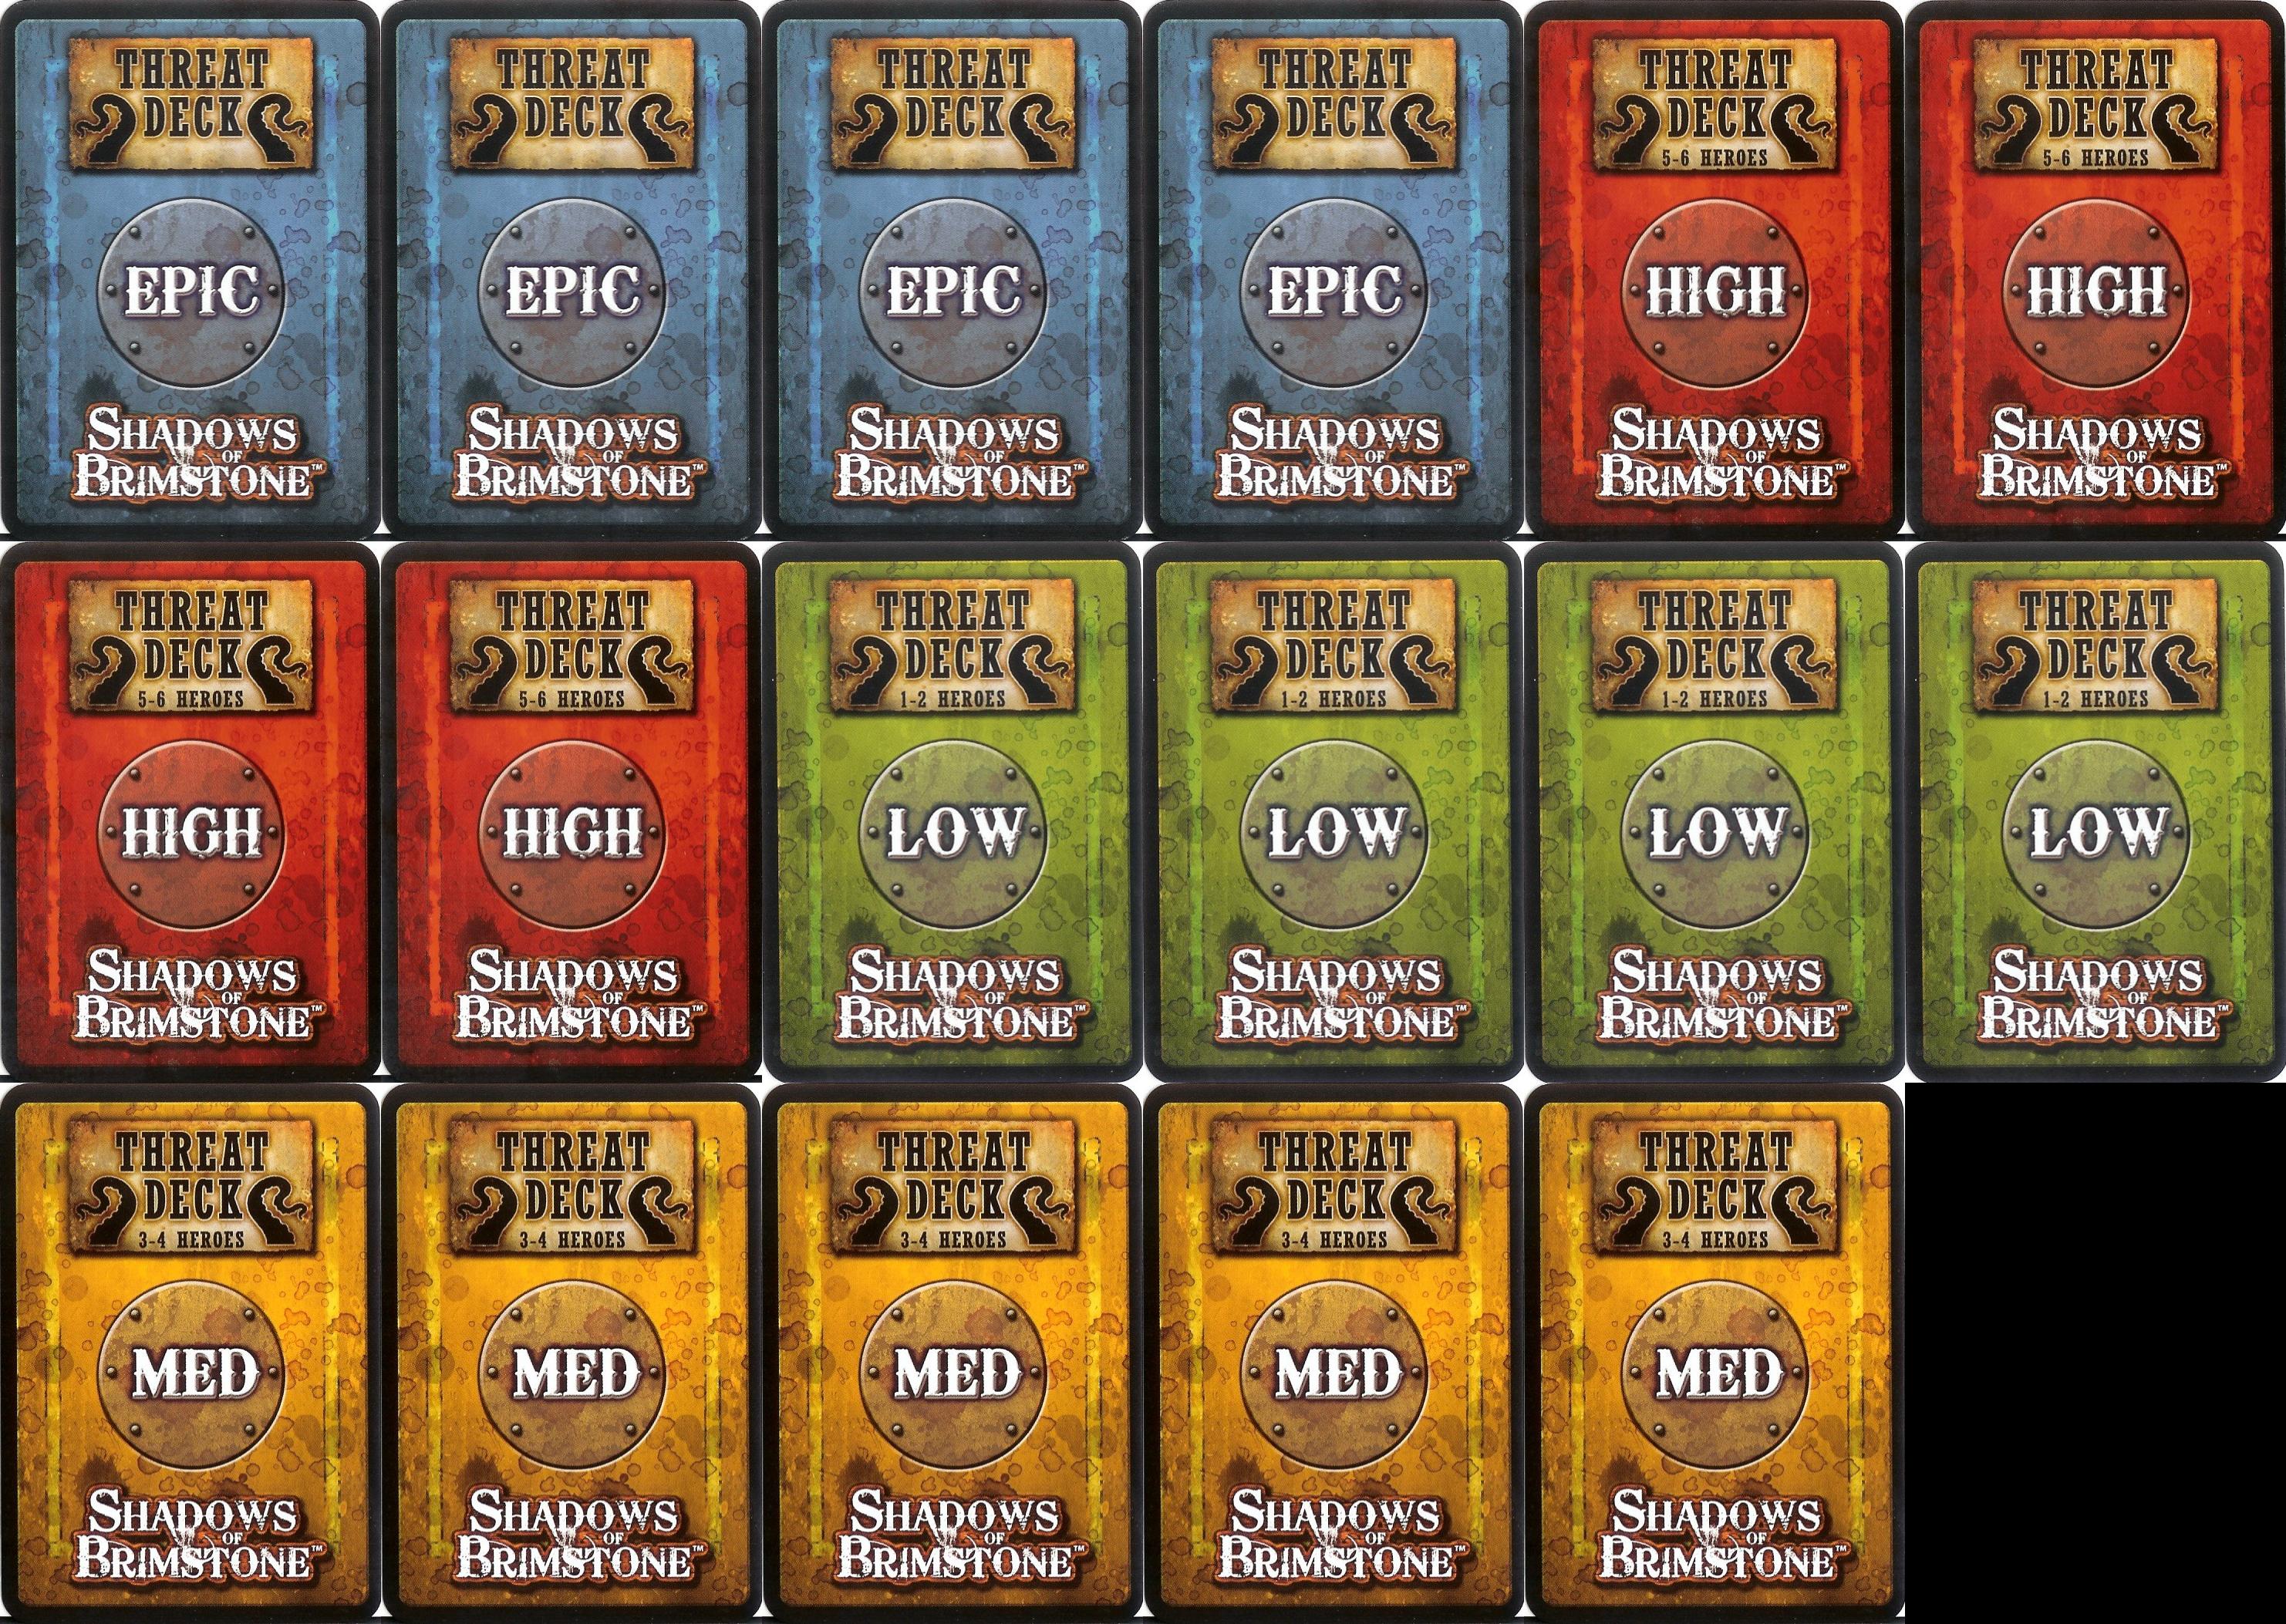 THREAT
DECK
EPIC
SHADOWS
OF
BRIMSTONE™
THREAT
DECK
EPIC
SHADOWS
OF
BRIMSTONE™
THREAT
DECK
EPIC
SHADOWS
OF
BRIMSTONE™
THREAT
DECK
EPIC
SHADOWS
OF
BRIMSTONE™
THREAT
DECK
5-6 HEROES
HIGH
SHADOWS
OF
BRIMSTONE™
THREAT
DECK
5-6 HEROES
HIGH
SHADOWS
OF
BRIMSTONE™
THREAT
DECK
5-6 HEROES
HIGH
SHADOWS
OF
BRIMSTONE™
THREAT
DECK
5-6 HEROES
HIGH
SHADOWS
OF
BRIMSTONE™
THREAT
DECK
1-2 HEROES
LOW
SHADOWS
OF
BRIMSTONE™
THREAT
DECK
1-2 HEROES
LOW
SHADOWS
OF
BRIMSTONE™
THREAT
DECK
1-2 HEROES
LOW
SHADOWS
OF
BRIMSTONE™
THREAT
DECK
1-2 HEROES
LOW
SHADOWS
OF
BRIMSTONE™
THREAT
DECK
3-4 HEROES
MED
SHADOWS
OF
BRIMSTONE™
THREAT
DECK
3-4 HEROES
MED
SHADOWS
OF
BRIMSTONE™
THREAT
DECK
3-4 HEROES
MED
SHADOWS
OF
BRIMSTONE™
THREAT
DECK
3-4 HEROES
MED
SHADOWS
OF
BRIMSTONE™
THREAT
DECK
3-4 HEROES
MED
SHADOWS
OF
BRIMSTONE™